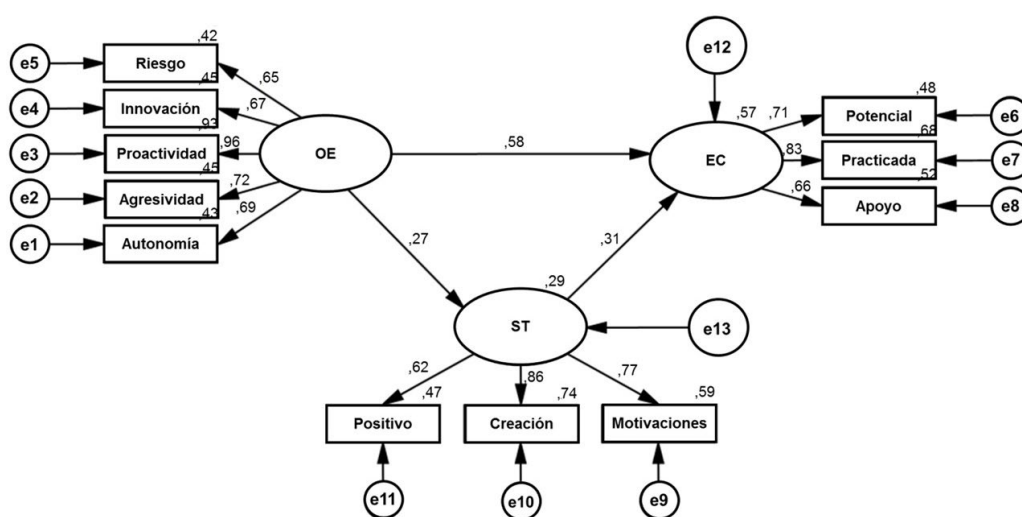 ,42
e5
Riesgo
,65
,45
e4
Innovación
,67
,93
e3
Proactividad
,96
OE
,45
e2
Agresividad
,72
,43
e1
Autonomía
,69
,58
e12
,57
,71
,48
Potencial
e6
EC
,83
,68
Practicada
e7
,66
,52
Apoyo
e8
,27
,31
,29
ST
e13
,62
,86
,77
,47
,74
,59
Positivo
Creación
Motivaciones
e11
e10
e9